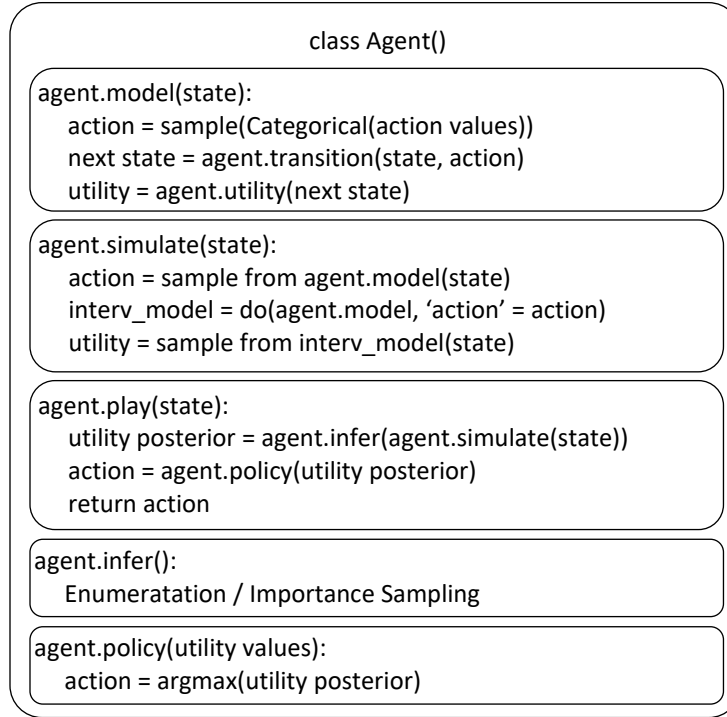 class Agent()
agent.model(state):
action = sample(Categorical(action values))
next state = agent.transition(state, action)
utility = agent.utility(next state)
agent.simulate(state):
action = sample from agent.model(state)
interv_model = do(agent.model, ‘action’ = action)
utility = sample from interv_model(state)
agent.play(state):
utility posterior = agent.infer(agent.simulate(state))
action = agent.policy(utility posterior)
return action
agent.infer():
Enumeratation / Importance Sampling
agent.policy(utility values):
action = argmax(utility posterior)